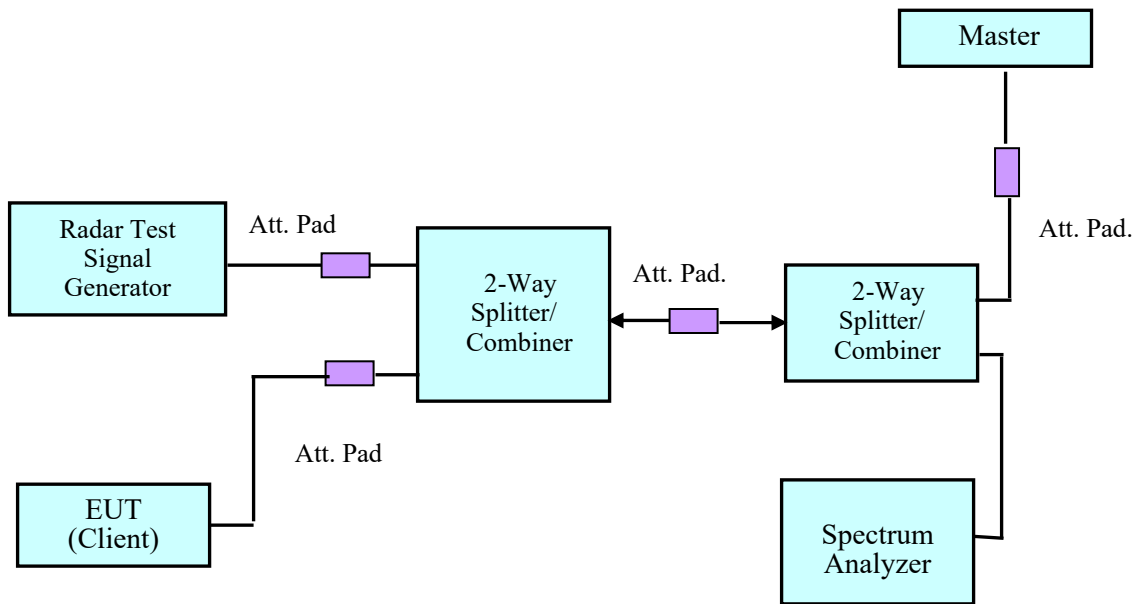 Master
Radar Test
Signal
Generator
Att. Pad
2-Way
Splitter/
Combiner
Att. Pad.
2-Way
Splitter/
Combiner
Att. Pad.
Att. Pad
EUT
(Client)
Spectrum
Analyzer